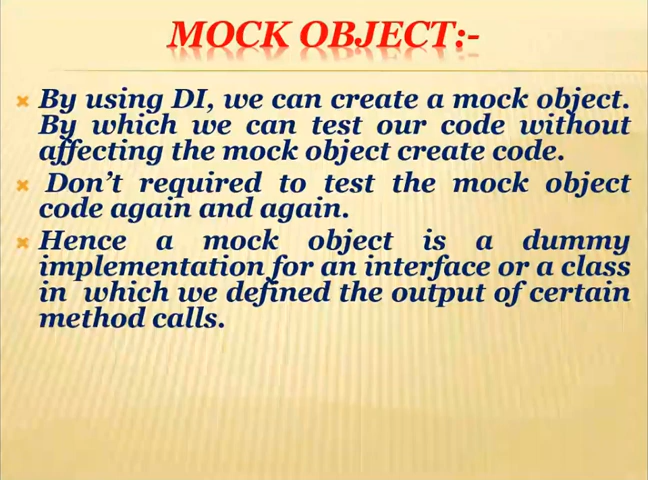 MOCK OBJECT:-
By using DI, we can create a mock object.
By which we can test our code without
affecting the mock object create code.
Don't required to test the mock object
code again and again.
Hence a mock object is a dummy
implementation for an interface or a class
in which we defined the output of certain
method calls.